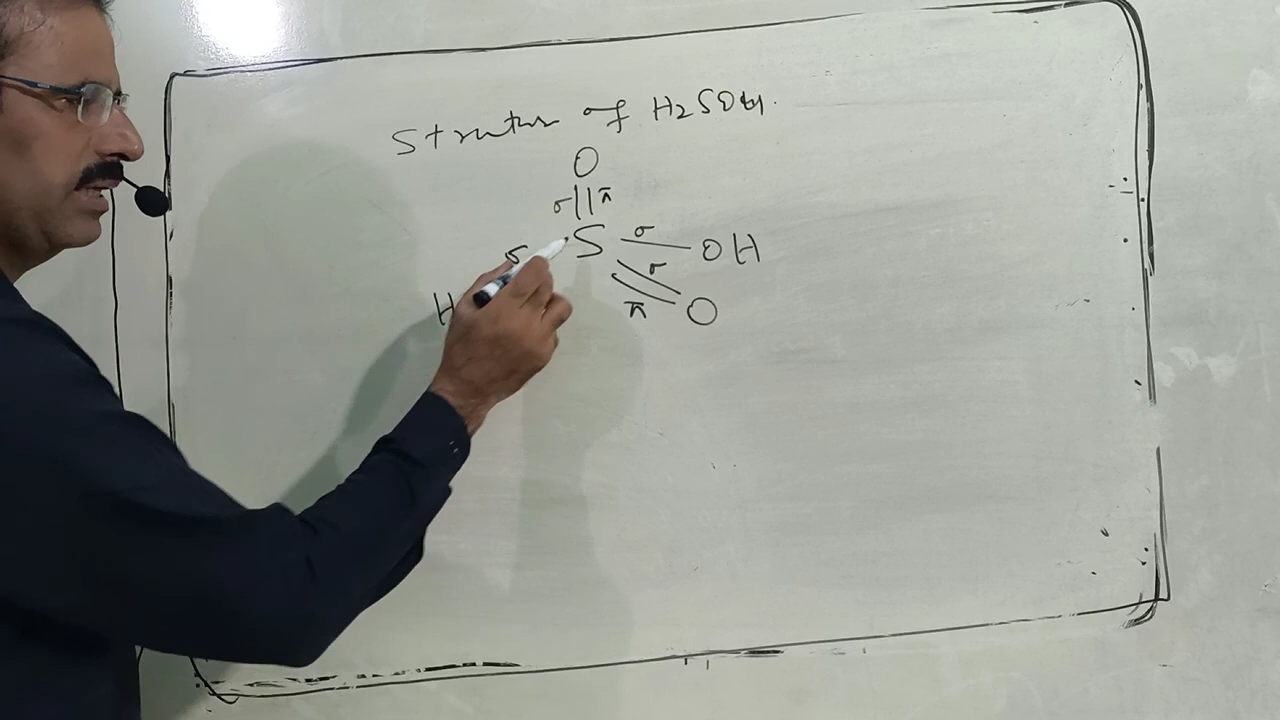 Structure of H2SO4.
O
σ || π
S σ OH
σ
H
σ
π O